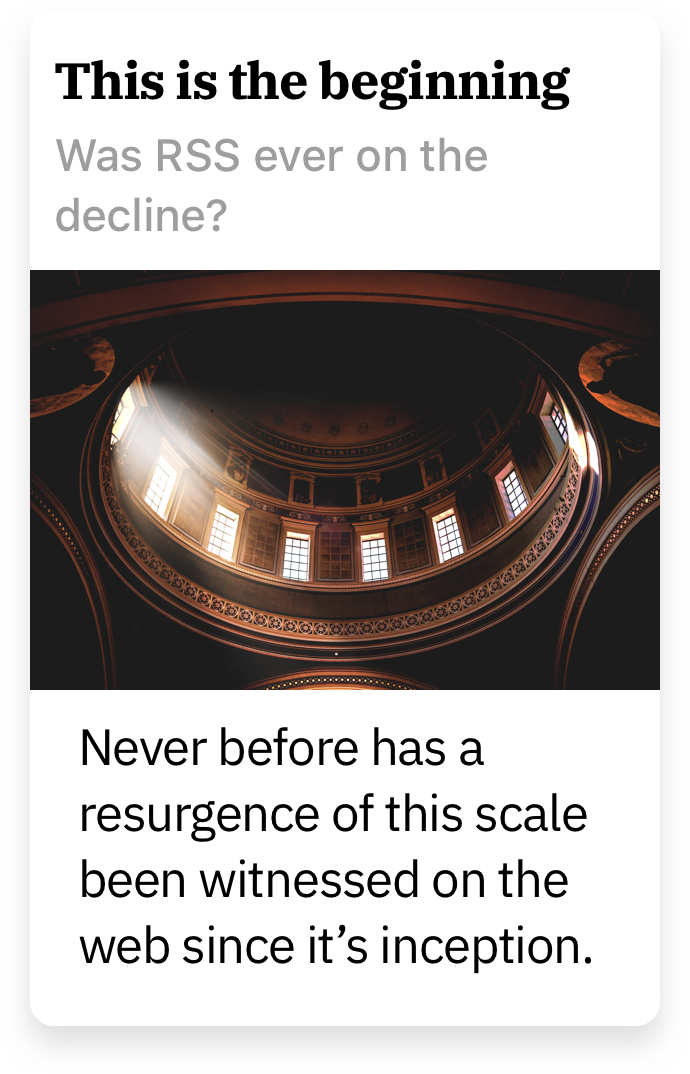 This is the beginning
Was RSS ever on the
decline?
Never before has a
resurgence of this scale
been witnessed on the
web since it’s inception.